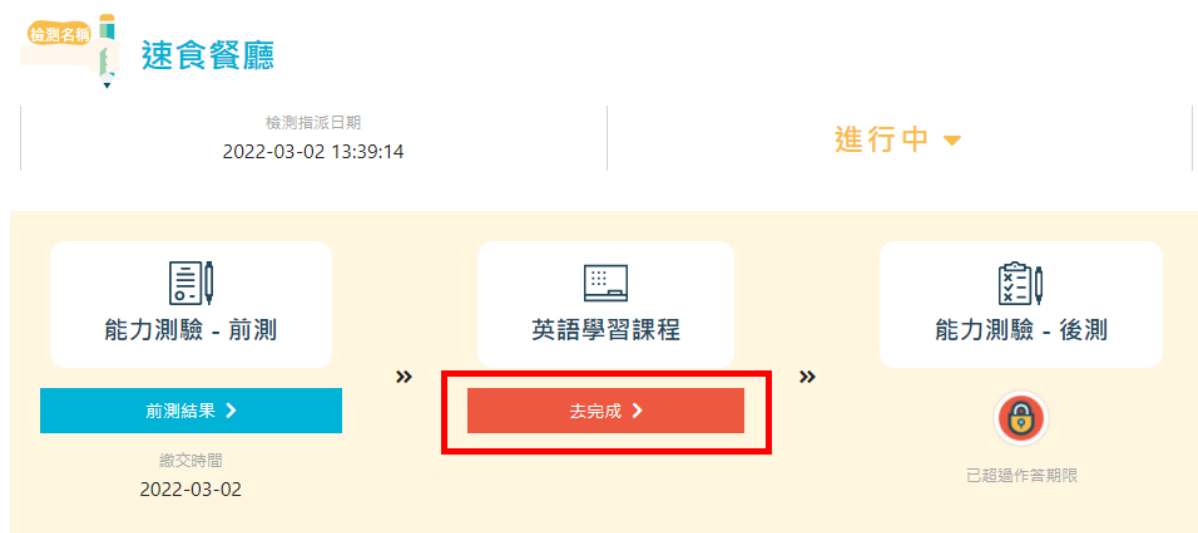 檢測名稱
速食餐廳
檢測指派日期
2022-03-02 13:39:14
進行中
能力測驗 - 前測
英語學習課程
能力測驗 - 後測
前測結果
去完成
繳交時間
2022-03-02
已超過作答期限